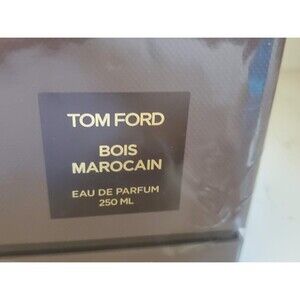 TOM FORD
BOIS
MAROCAIN
EAU DE PARFUM
250 ML